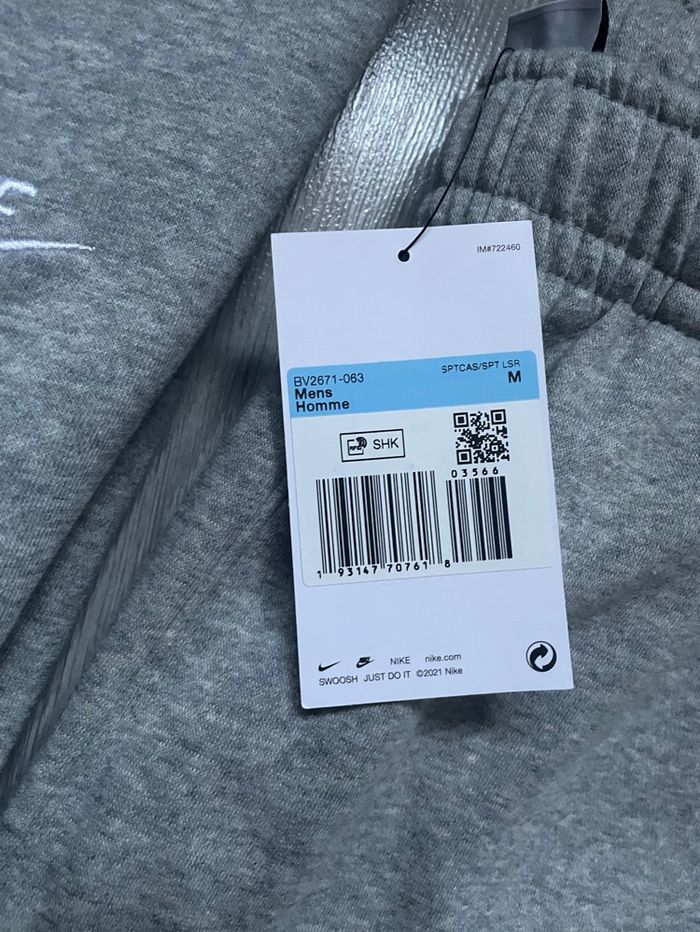 IM#722460
BV2671-063
SPTCAS/SPT LSR
Mens
M
Homme
SHK
03566
1 93147 70761 8
NIKE nike.com
SWOOSH JUST DO IT ©2021 Nike